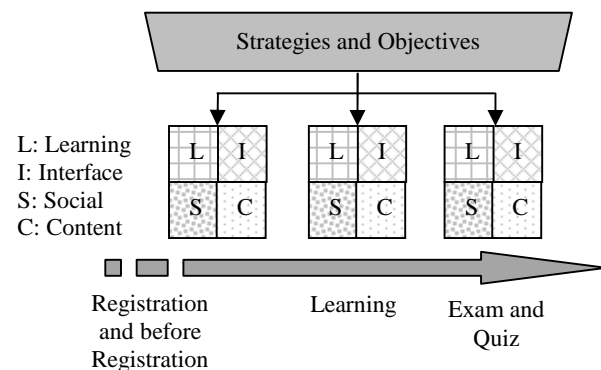 Strategies and Objectives
L: Learning
I: Interface
S: Social
C: Content
L I L I L I
S C S C S C
Registration
and before
Registration
Learning
Exam and
Quiz